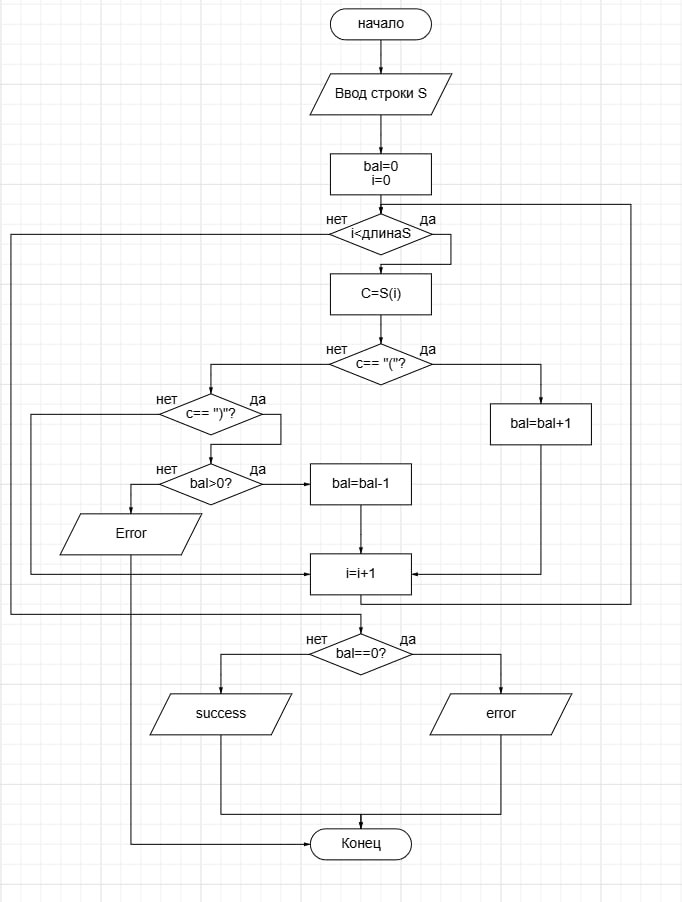 начало
Ввод строки S
bal=0
i=0
нет
да
i<длинаS
C=S(i)
нет
да
c== "("?
нет
да
c== ")"?
bal=bal+1
нет
да
bal>0?
bal=bal-1
Error
i=i+1
нет
да
bal==0?
success
error
Конец